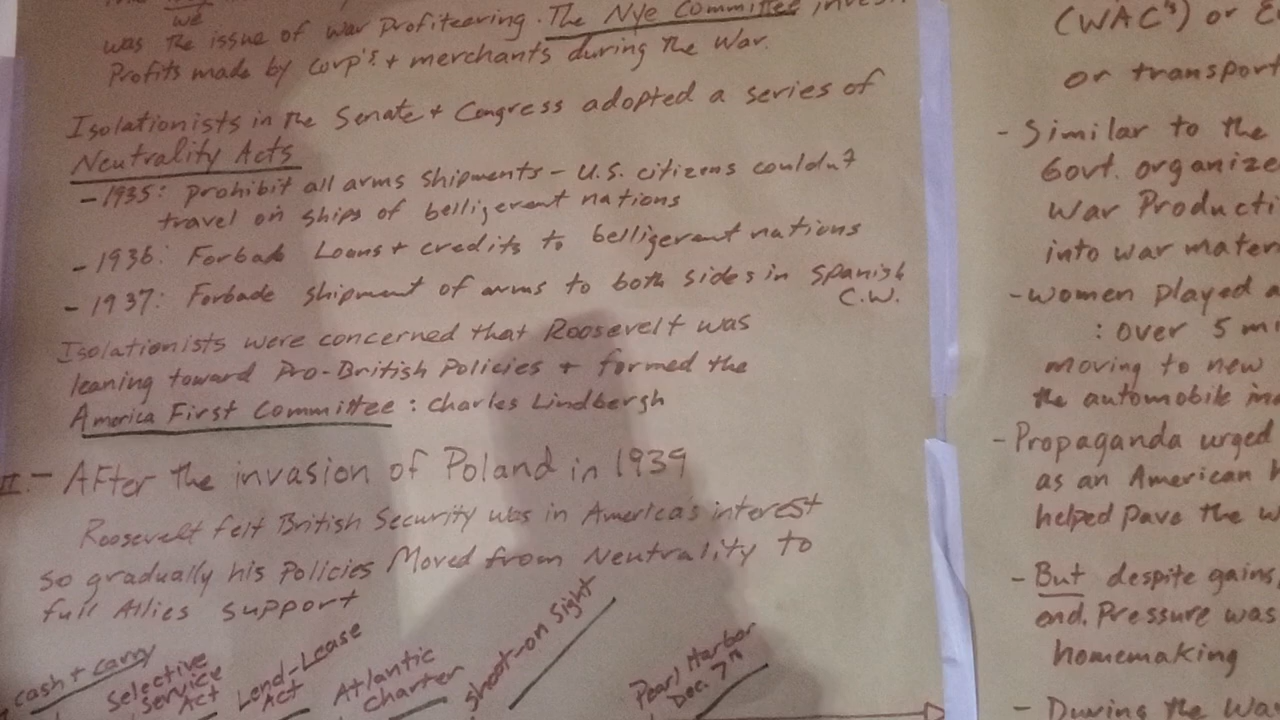 we
was the issue of war Profiteering. The Nye Committee
Profits made by Corp's + merchants during the War.
Isolationists in the Senate + Congress adopted a series of
Neutrality Acts
- 1935: Prohibit all arms shipments - U.S. citizens couldn't
travel on ships of belligerent nations
- 1936: Forbade Loans + credits to belligerent nations
- 1937: Forbade shipment of arms to both sides in Spanish
C.W.
Isolationists were concerned that Roosevelt was
leaning toward Pro-British Policies + formed the
America First Committee : Charles Lindbergh
II. - After the invasion of Poland in 1939
Roosevelt felt British Security was in America's interest
so gradually his Policies Moved from Neutrality to
full Allies support
cash + carry
Selective
Service
Act
Lend-Lease
Act
Atlantic
Charter
shoot-on Sight
Pearl Harbor
Dec. 7th
(WAC's) or
or transport
- Similar to the
Govt. organize
War Producti
into war mater
- Women played a
: over 5 mi
moving to new
the automobile in
- Propaganda urged
as an American
helped Pave the w
- But despite gains,
end. Pressure was
homemaking
- During the Wa